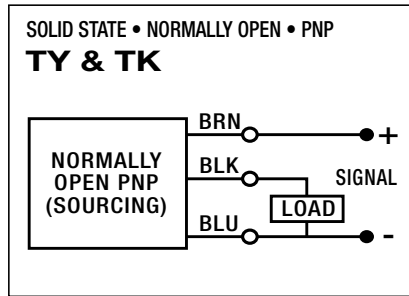 SOLID STATE • NORMALLY OPEN • PNP
TY & TK
BRN
+
NORMALLY
OPEN PNP
(SOURCING)
BLK
SIGNAL
LOAD
BLU
-